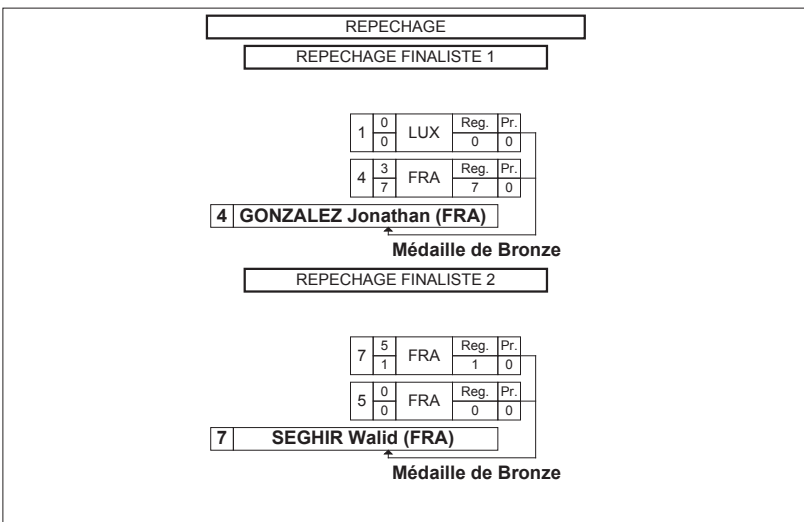 REPECHAGE
REPECHAGE FINALISTE 1
1 0 LUX Reg. Pr.
0 0 0
4 3 FRA Reg. Pr.
7 7 0
4 GONZALEZ Jonathan (FRA)
Médaille de Bronze
REPECHAGE FINALISTE 2
7 5 FRA Reg. Pr.
1 1 0
5 0 FRA Reg. Pr.
0 0 0
7 SEGHIR Walid (FRA)
Médaille de Bronze